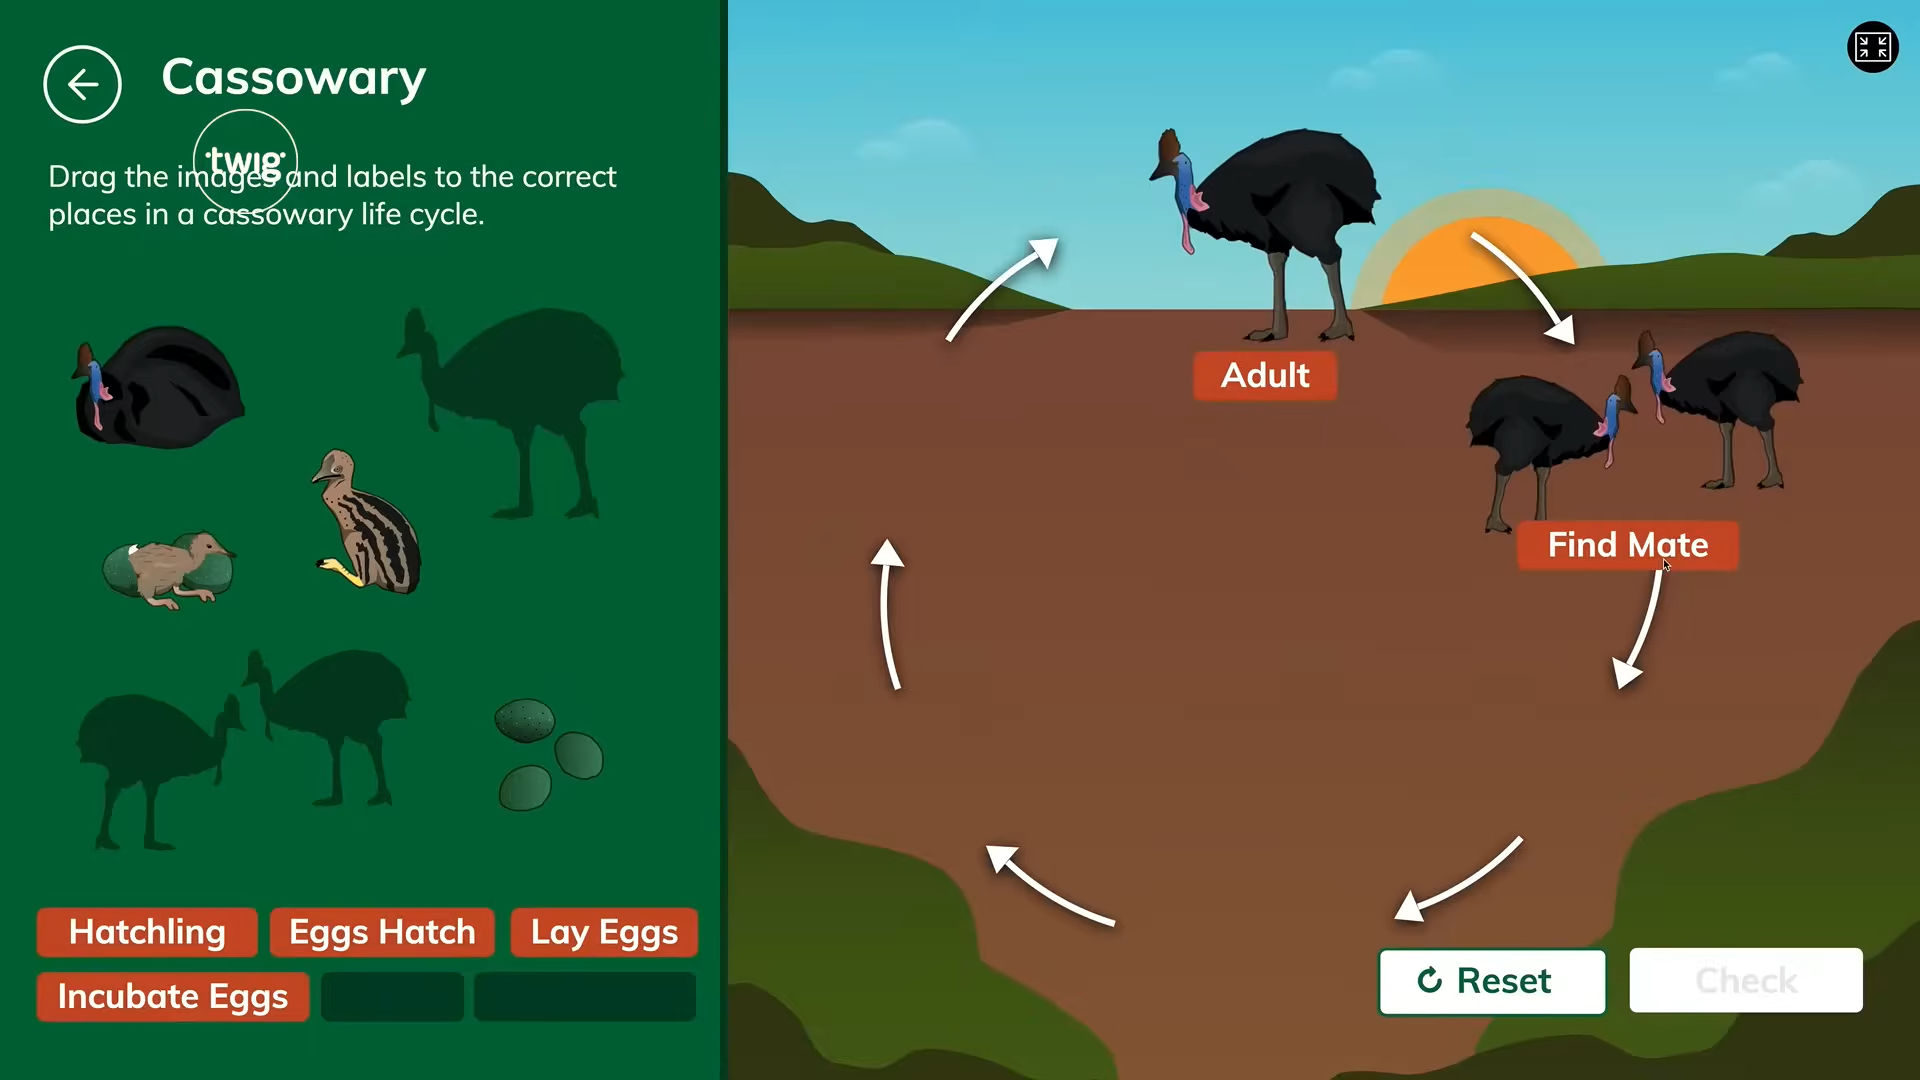 Cassowary
twig
Drag the images and labels to the correct
places in a cassowary life cycle.
Adult
Find Mate
Hatchling
Eggs Hatch
Lay Eggs
Incubate Eggs
Reset
Check